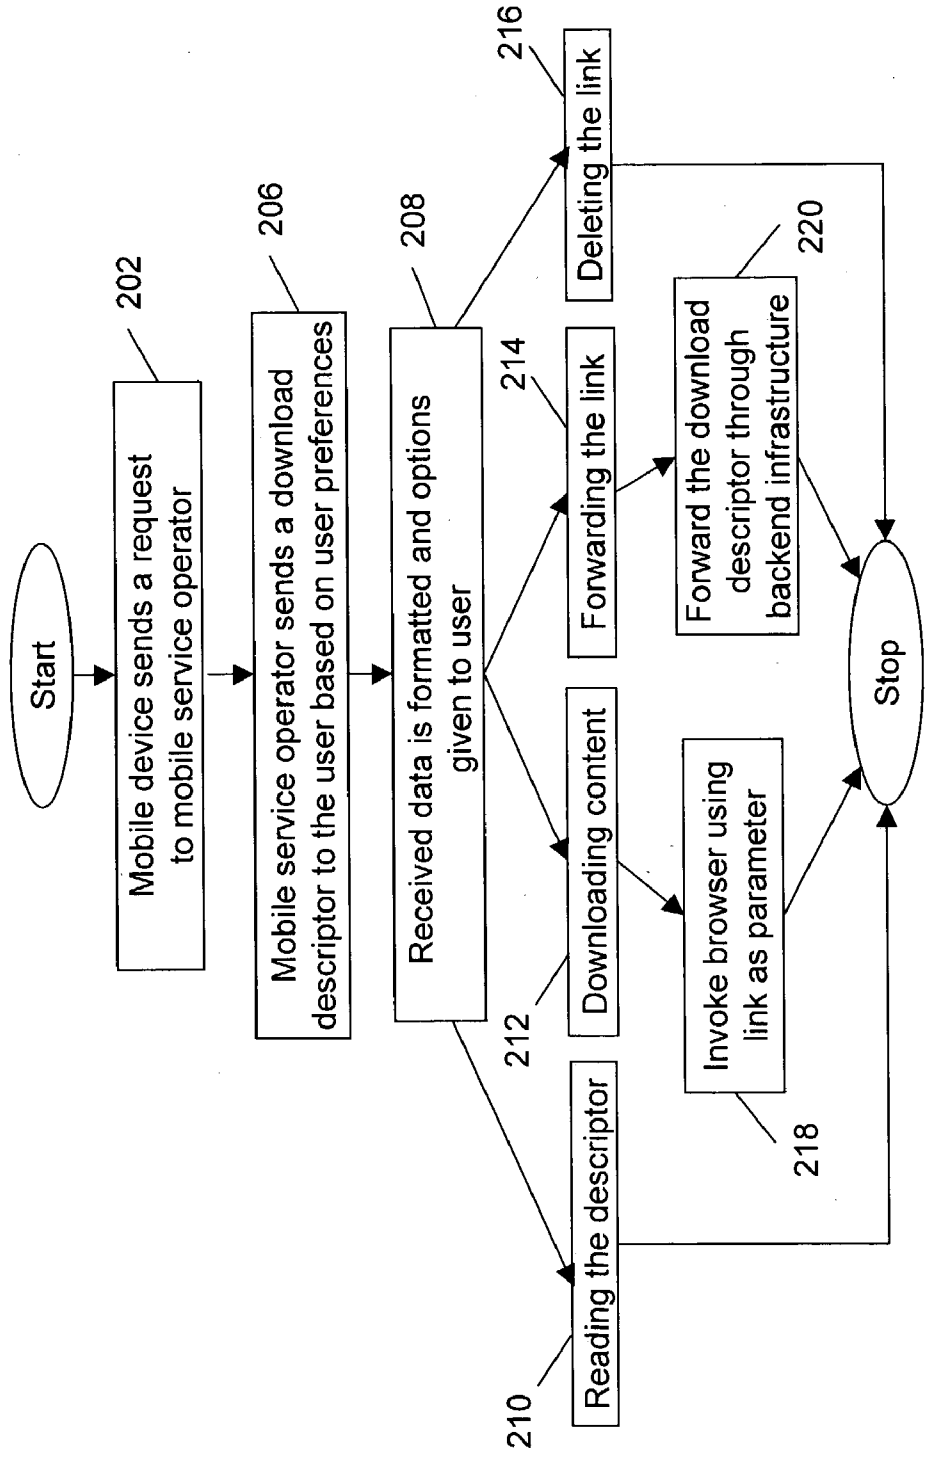 Start
202
Mobile device sends a request
to mobile service operator
206
Mobile service operator sends a download
descriptor to the user based on user preferences
208
Received data is formatted and options
given to user
210
Reading the descriptor
212
Downloading content
214
Forwarding the link
216
Deleting the link
218
Invoke browser using
link as parameter
220
Forward the download
descriptor through
backend infrastructure
Stop